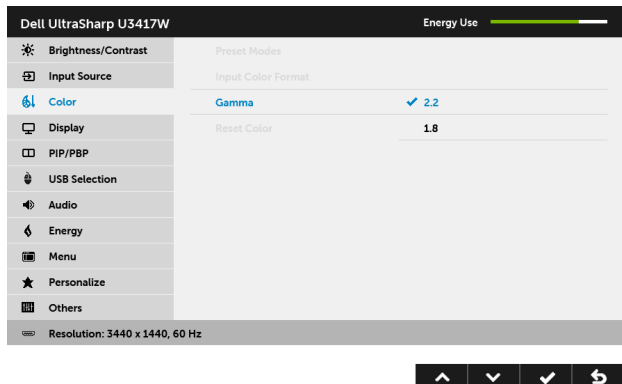 Dell UltraSharp U3417W
Energy Use
Brightness/Contrast
Preset Modes
Input Source
Input Color Format
Color
Gamma
2.2
Display
Reset Color
1.8
PIP/PBP
USB Selection
Audio
Energy
Menu
Personalize
Others
Resolution: 3440 x 1440, 60 Hz